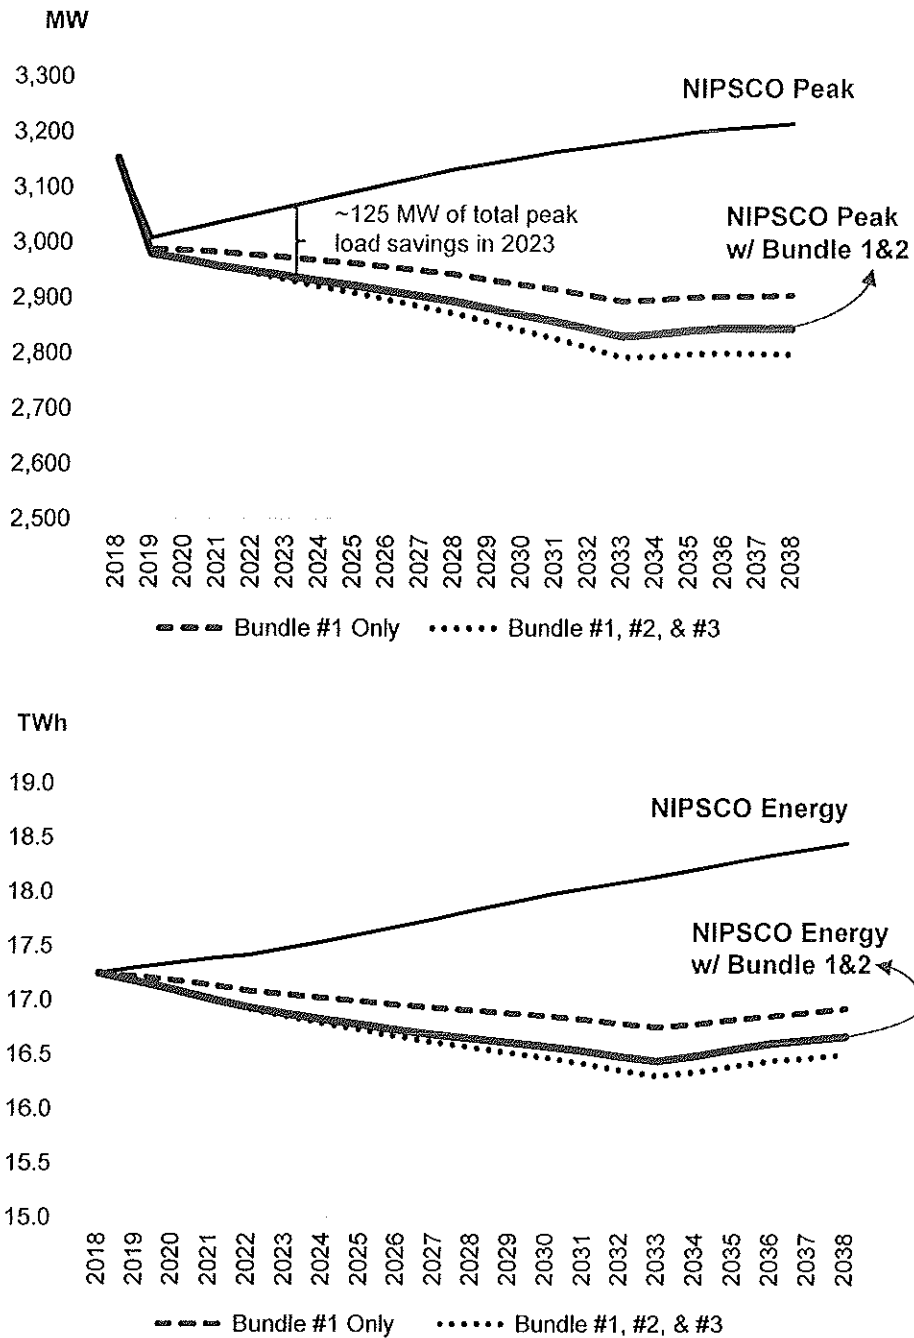 MW
3,300
NIPSCO Peak
3,200
3,100
~125 MW of total peak
load savings in 2023
NIPSCO Peak
w/ Bundle 1&2
3,000
2,900
2,800
2,700
2,600
2,500
2018 2019 2020 2021 2022 2023 2024 2025 2026 2027 2028 2029 2030 2031 2032 2033 2034 2035 2036 2037 2038
Bundle #1 Only Bundle #1, #2, & #3
TWh
19.0
NIPSCO Energy
18.5
18.0
17.5
NIPSCO Energy
w/ Bundle 1&2
17.0
16.5
16.0
15.5
15.0
2018 2019 2020 2021 2022 2023 2024 2025 2026 2027 2028 2029 2030 2031 2032 2033 2034 2035 2036 2037 2038
Bundle #1 Only Bundle #1, #2, & #3